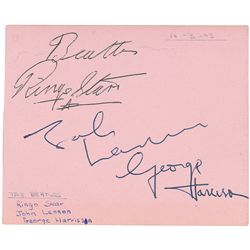 Beatles
Ringo Starr
John
Lennon
George
Harrison
THE BEATLES
Ringo Starr
John Lennon
George Harrison